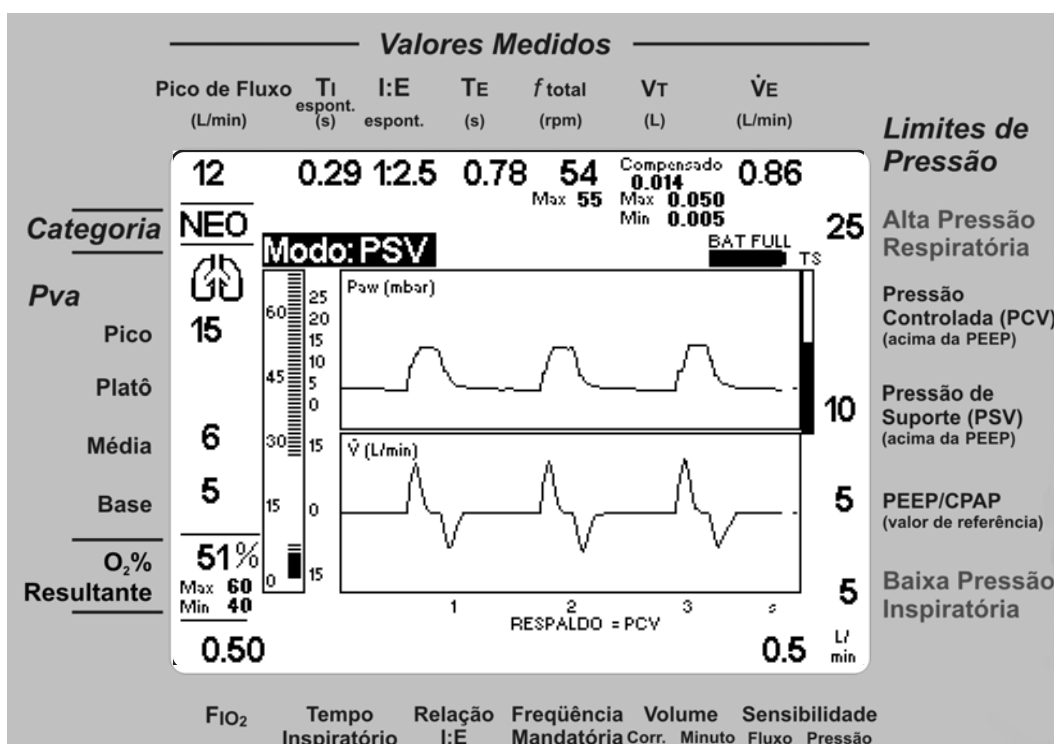 Valores Medidos
Pico de Fluxo TI I:E TE f total VT V̇E
(L/min) espont. (s) espont. (s) (rpm) (L) (L/min)
Limites de
Pressão
12 0.29 1:2.5 0.78 54 Compensado 0.86
0.014
Max 55 Max 0.050
Min 0.005
Categoria NEO 25 Alta Pressão
Respiratória
Modo: PSV BAT FULL
TS
Pva
Pico 15
Platô
Média 6
Base 5
O₂% 51%
Resultante Max 60
Min 40
60
45
30
15
0
Paw (mbar)
25
20
15
10
5
0
V̇ (L/min)
15
0
15
1 2 3 s
RESPALDO = PCV
Pressão
Controlada (PCV)
(acima da PEEP)
10 Pressão de
Suporte (PSV)
(acima da PEEP)
5 PEEP/CPAP
(valor de referência)
5 Baixa Pressão
Inspiratória
0.50 0.5 L/
min
FIO₂ Tempo Relação Freqüência Volume Sensibilidade
Inspiratório I:E Mandatória Corr. Minuto Fluxo Pressão